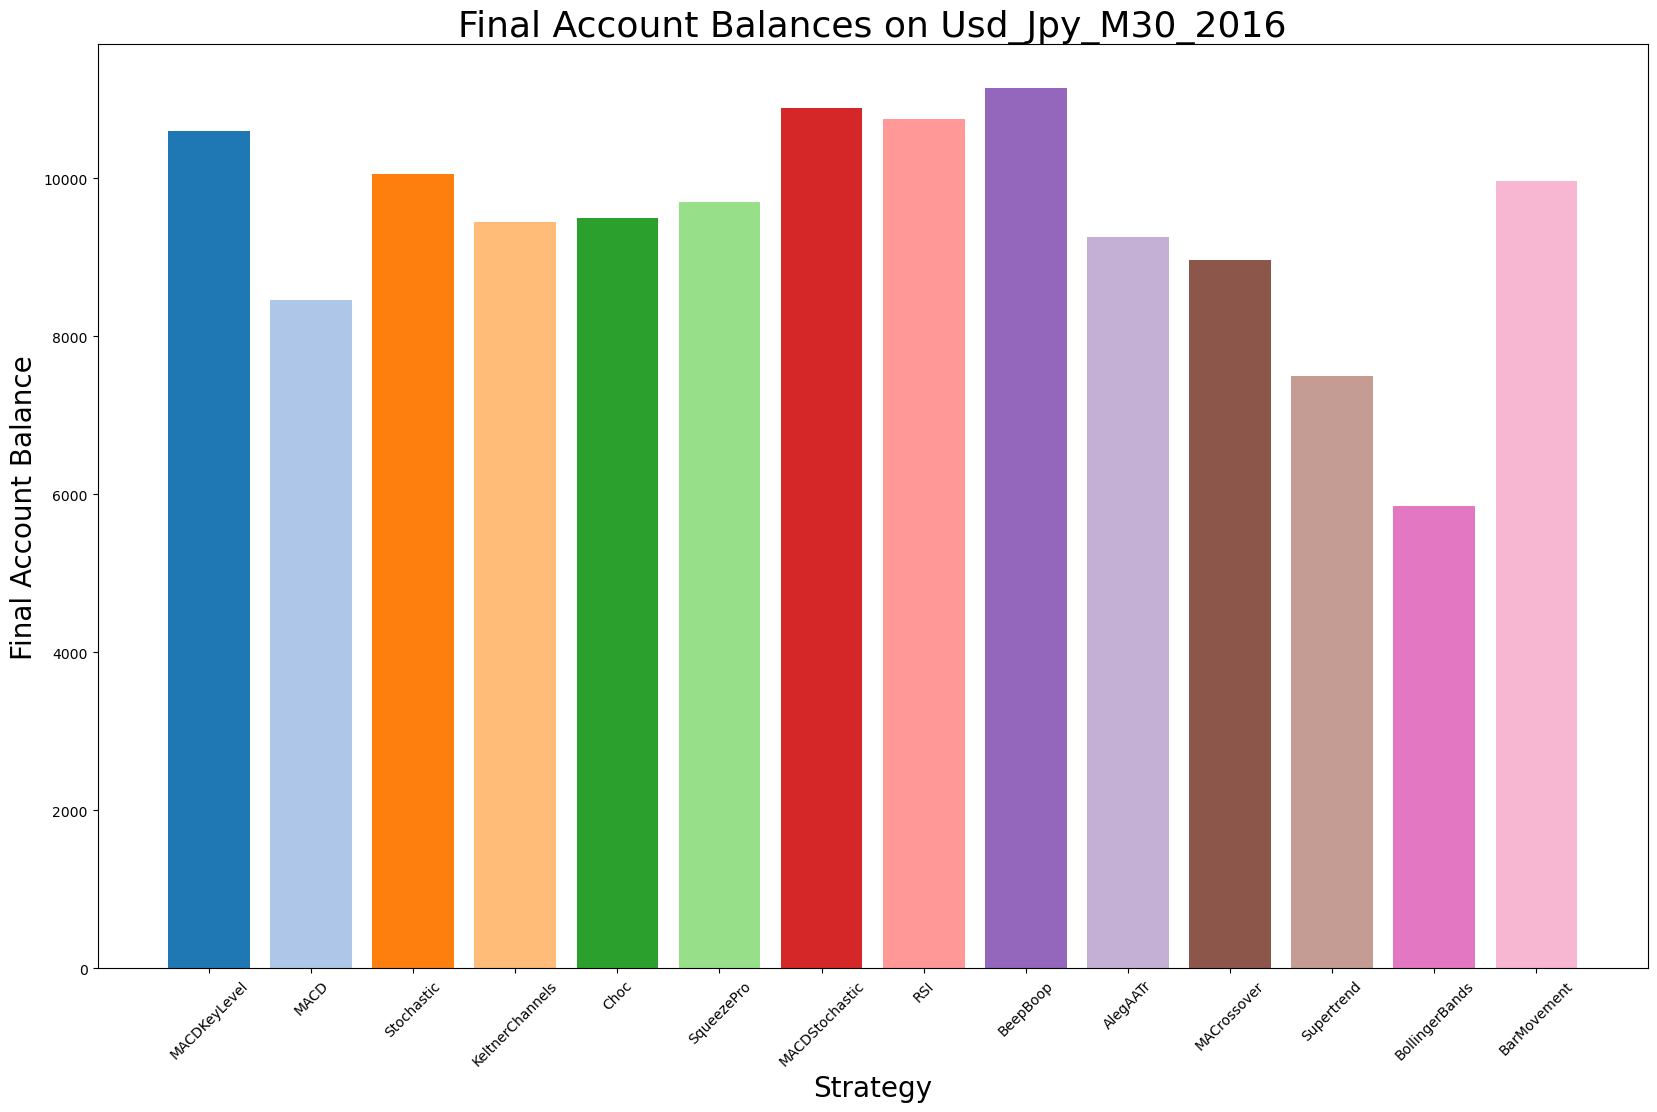 Final Account Balances on Usd_Jpy_M30_2016
Final Account Balance
10000
8000
6000
4000
2000
0
MACDKeyLevel
MACD
Stochastic
KeltnerChannels
Choc
SqueezePro
MACDStochastic
RSI
BeepBoop
AlegAATr
MACrossover
Supertrend
BollingerBands
BarMovement
Strategy